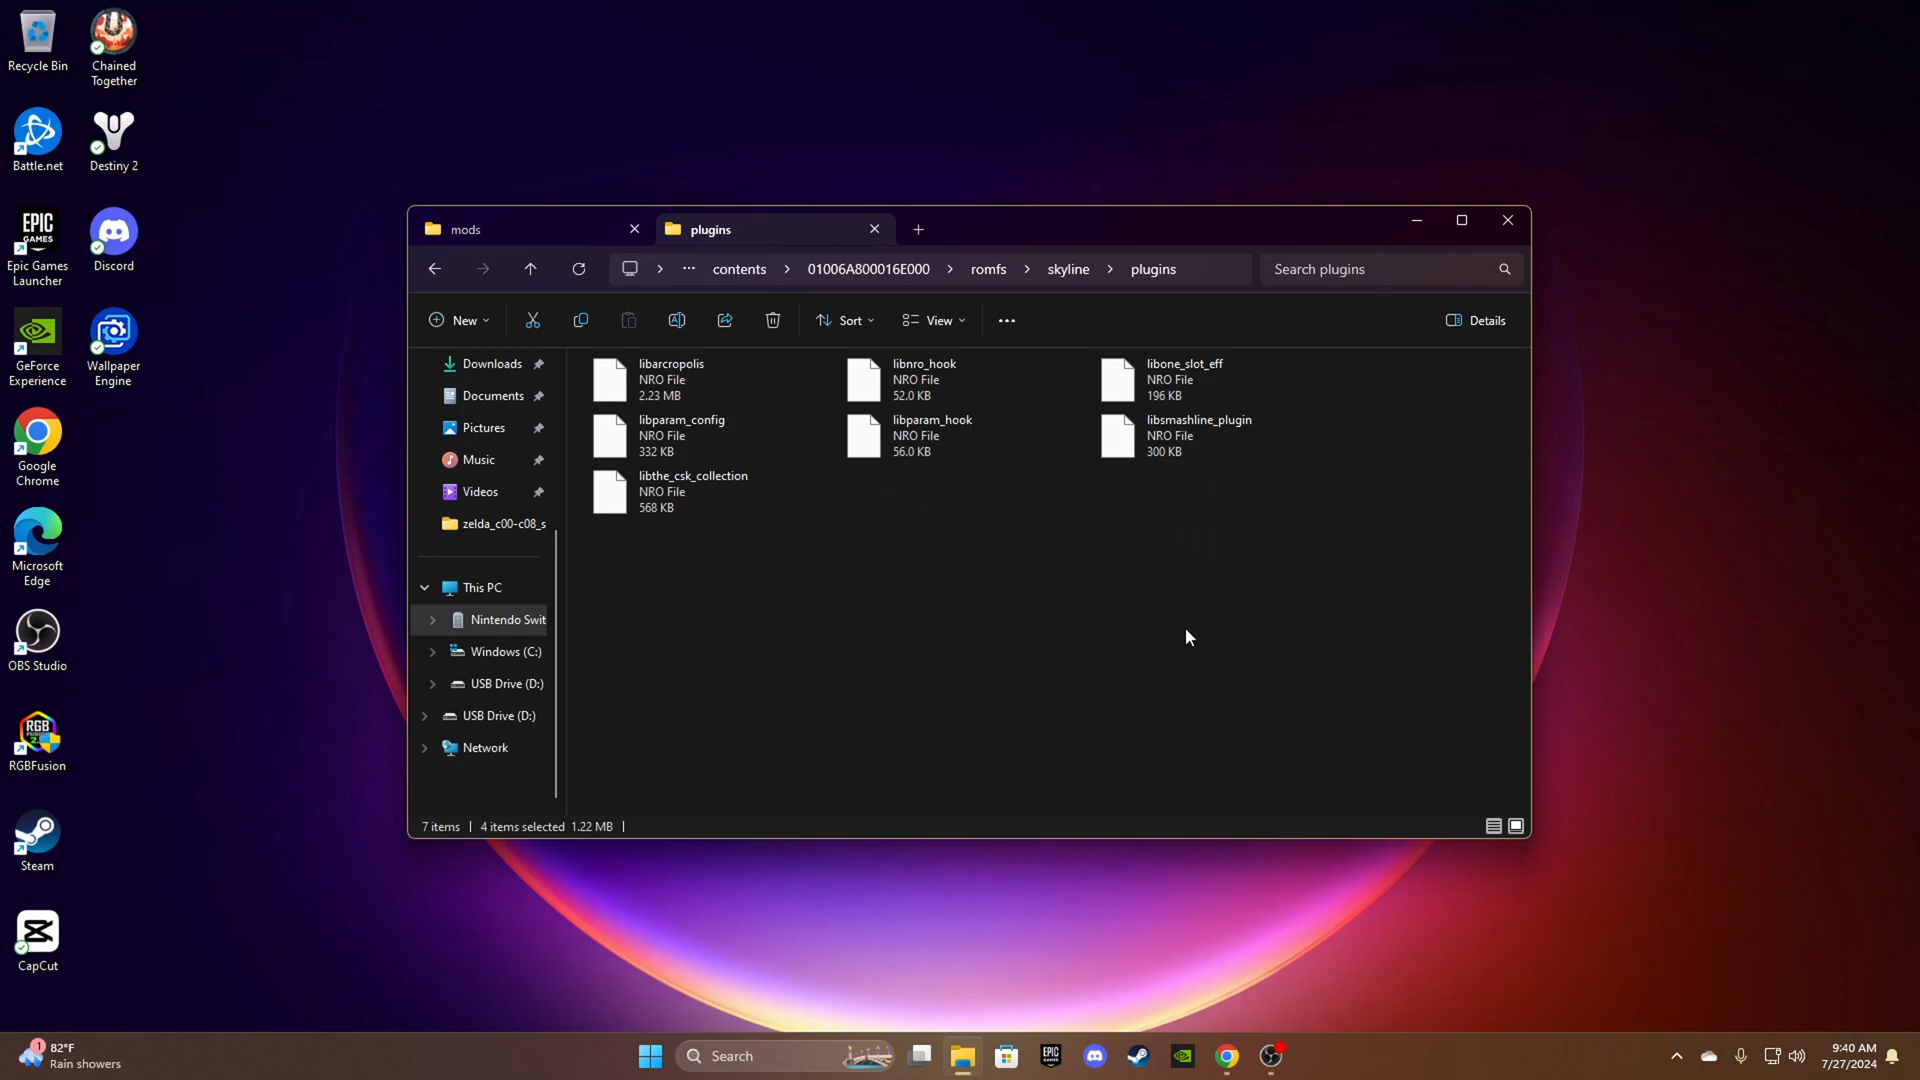 Recycle Bin
Chained
Together
Battle.net
Destiny 2
EPIC
GAMES
Epic Games
Launcher
Discord
GeForce
Experience
Wallpaper
Engine
Google
Chrome
Microsoft
Edge
OBS Studio
RGB
FUSION
2.0
RGBFusion
Steam
CapCut
mods
plugins
contents
01006A800016E000
romfs
skyline
plugins
Search plugins
New
Sort
View
Details
Downloads
Documents
Pictures
Music
Videos
zelda_c00-c08_s
This PC
Nintendo Swit
Windows (C:)
USB Drive (D:)
USB Drive (D:)
Network
libarcropolis
NRO File
2.23 MB
libnro_hook
NRO File
52.0 KB
libone_slot_eff
NRO File
196 KB
libparam_config
NRO File
332 KB
libparam_hook
NRO File
56.0 KB
libsmashline_plugin
NRO File
300 KB
libthe_csk_collection
NRO File
568 KB
7 items
4 items selected 1.22 MB
1
82°F
Rain showers
Search
EPIC
9:40 AM
7/27/2024